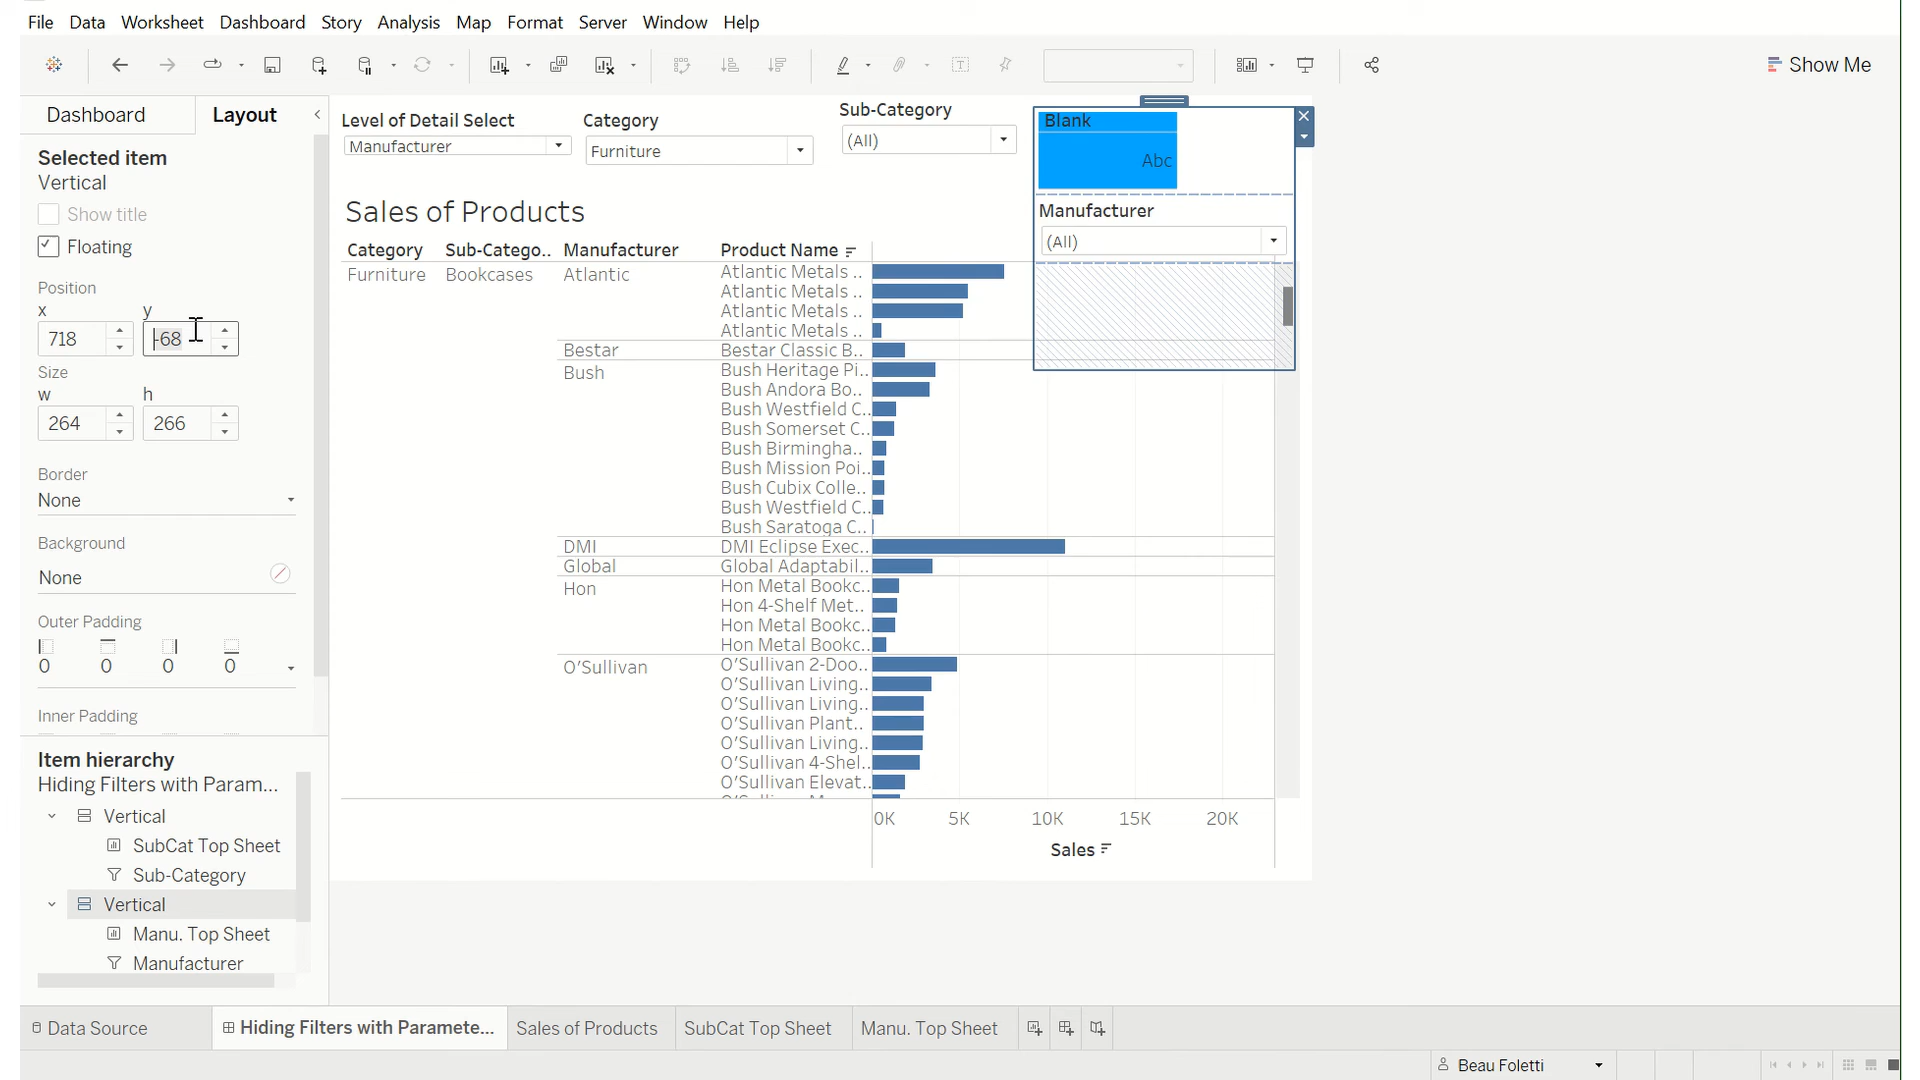 File Data Worksheet Dashboard Story Analysis Map Format Server Window Help
Show Me
Dashboard Layout
Selected item
Vertical
Show title
Floating
Position
x y
718 -68
Size
w h
264 266
Border
None
Background
None
Outer Padding
0 0 0 0
Inner Padding
Item hierarchy
Hiding Filters with Param...
Vertical
SubCat Top Sheet
Sub-Category
Vertical
Manu. Top Sheet
Manufacturer
Level of Detail Select
Manufacturer
Category
Furniture
Sub-Category
(All)
Blank
Abc
Manufacturer
(All)
Sales of Products
Category Sub-Catego.. Manufacturer Product Name
Furniture Bookcases Atlantic Atlantic Metals ..
Atlantic Metals ..
Atlantic Metals ..
Atlantic Metals ..
Bestar Bestar Classic B..
Bush Bush Heritage Pi..
Bush Andora Bo..
Bush Westfield C..
Bush Somerset C..
Bush Birmingha..
Bush Mission Poi..
Bush Cubix Colle..
Bush Westfield C..
Bush Saratoga C..
DMI DMI Eclipse Exec..
Global Global Adaptabil..
Hon Hon Metal Bookc..
Hon 4-Shelf Met..
Hon Metal Bookc..
Hon Metal Bookc..
O'Sullivan O'Sullivan 2-Doo..
O'Sullivan Living..
O'Sullivan Living..
O'Sullivan Plant..
O'Sullivan Living..
O'Sullivan 4-Shel..
O'Sullivan Elevat..
0K 5K 10K 15K 20K
Sales
Data Source Hiding Filters with Paramete... Sales of Products SubCat Top Sheet Manu. Top Sheet
Beau Foletti